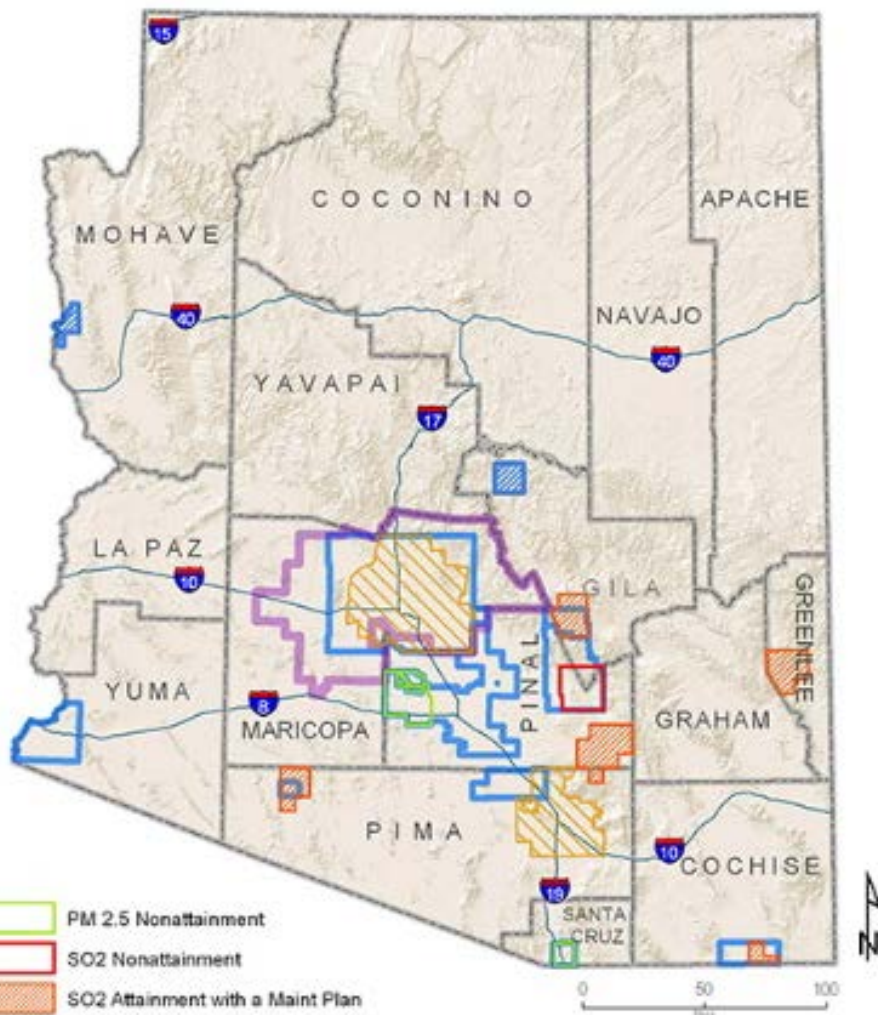 15
COCONINO
APACHE
MOHAVE
40
NAVAJO
40
YAVAPAI
17
LA PAZ
10
GILA
GREENLEE
PINAL
YUMA
8
MARICOPA
GRAHAM
PIMA
10
COCHISE
19
SANTA
CRUZ
N
PM 2.5 Nonattainment
SO2 Nonattainment
SO2 Attainment with a Maint Plan
0 50 100